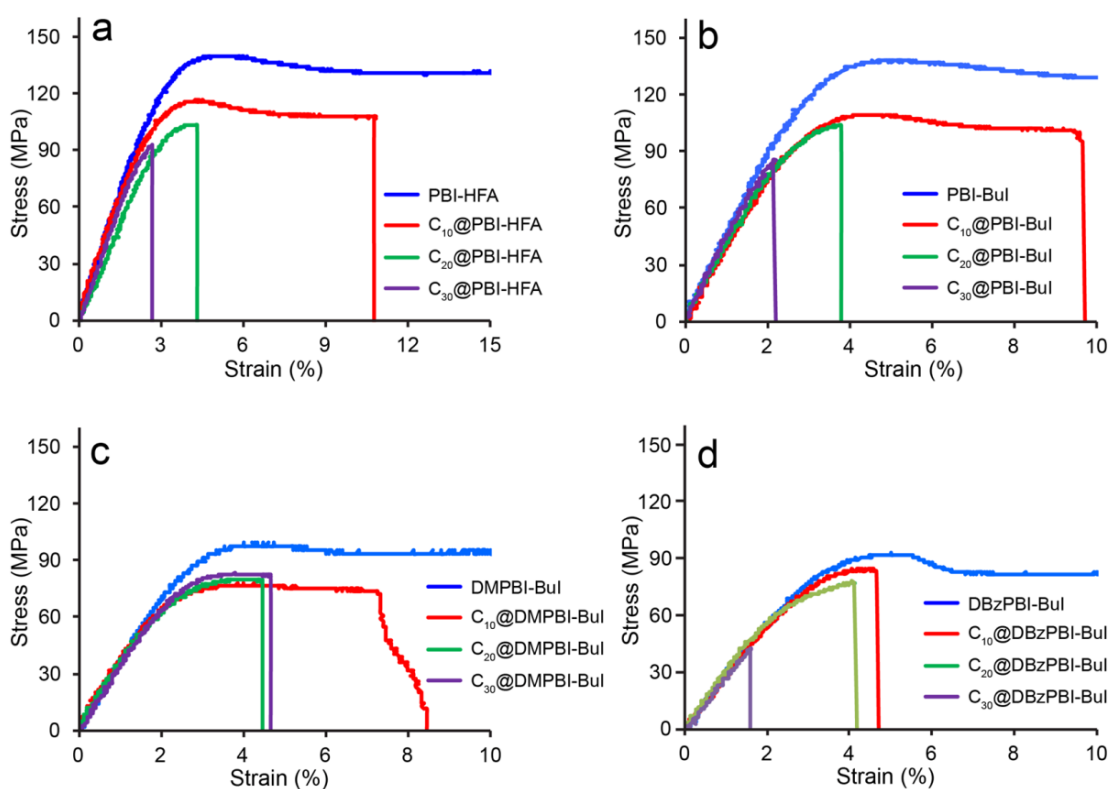 a
150
120
90
60
30
0
Stress (MPa)
PBI-HFA
C₁₀@PBI-HFA
C₂₀@PBI-HFA
C₃₀@PBI-HFA
0 3 6 9 12 15
Strain (%)
b
150
120
90
60
30
0
Stress (MPa)
PBI-BuI
C₁₀@PBI-BuI
C₂₀@PBI-BuI
C₃₀@PBI-BuI
0 2 4 6 8 10
Strain (%)
c
150
120
90
60
30
0
Stress (MPa)
DMPBI-BuI
C₁₀@DMPBI-BuI
C₂₀@DMPBI-BuI
C₃₀@DMPBI-BuI
0 2 4 6 8 10
Strain (%)
d
150
120
90
60
30
0
Stress (MPa)
DBzPBI-BuI
C₁₀@DBzPBI-BuI
C₂₀@DBzPBI-BuI
C₃₀@DBzPBI-BuI
0 2 4 6 8 10
Strain (%)